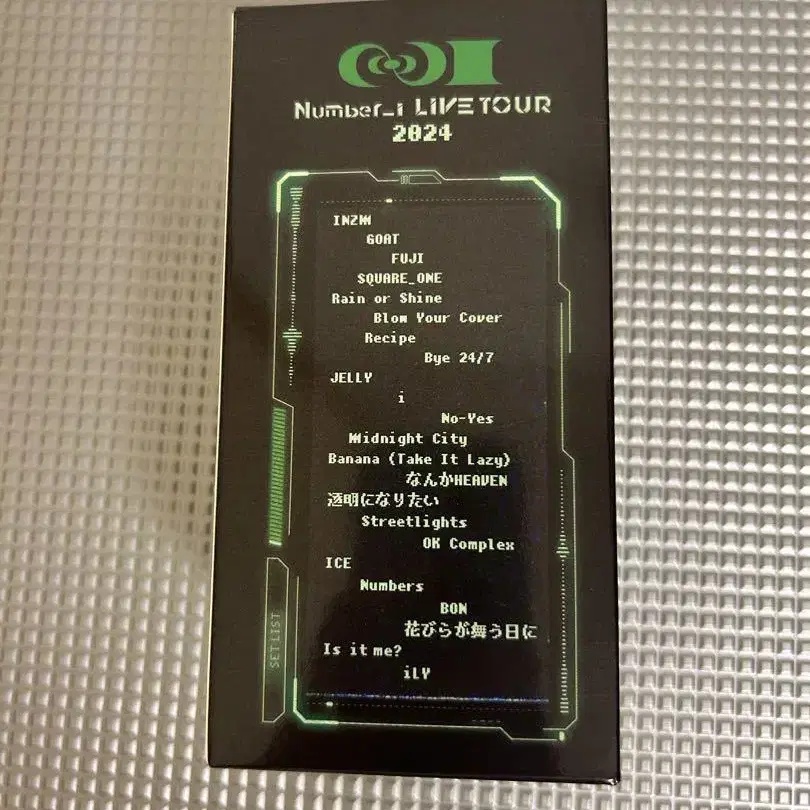 Number_i LIVE TOUR
2024
INZM
GOAT
FUJI
SQUARE_ONE
Rain or Shine
Blow Your Cover
Recipe
Bye 24/7
JELLY
i
No-Yes
Midnight City
Banana (Take It Lazy)
なんかHEAVEN
透明になりたい
Streetlights
OK Complex
ICE
Numbers
BON
花びらが舞う日に
Is it me?
iLY
SET LIST